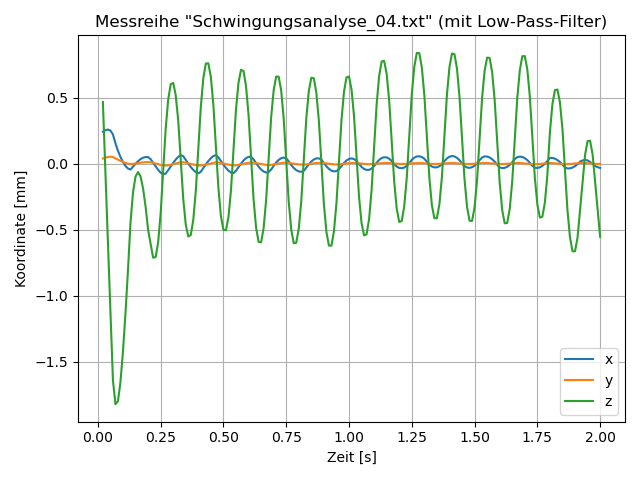 Messreihe "Schwingungsanalyse_04.txt" (mit Low-Pass-Filter)
Koordinate [mm]
0.5
0.0
−0.5
−1.0
−1.5
x
y
z
0.00 0.25 0.50 0.75 1.00 1.25 1.50 1.75 2.00
Zeit [s]